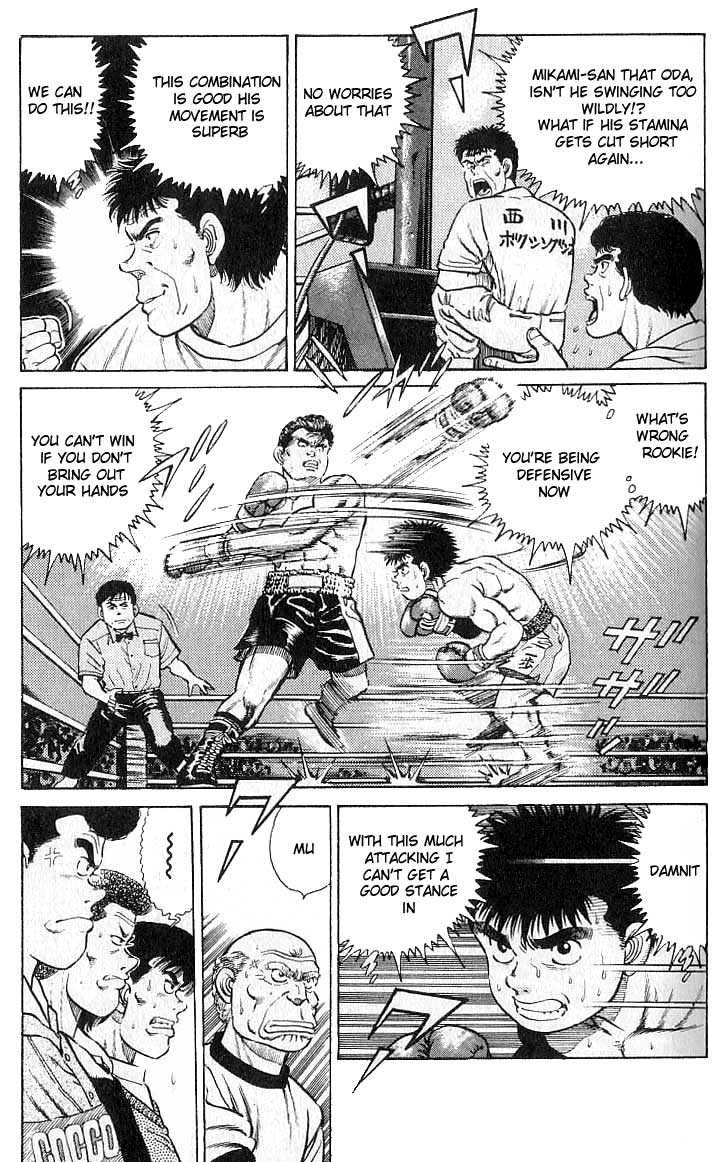 MIKAMI-SAN THAT ODA,
ISN'T HE SWINGING TOO
WILDLY!?
WHAT IF HIS STAMINA
GETS CUT SHORT
AGAIN...
NO WORRIES
ABOUT THAT
西川
ボクシングジム
THIS COMBINATION
IS GOOD HIS
MOVEMENT IS
SUPERB
WE CAN
DO THIS!!
WHAT'S
WRONG
ROOKIE!
YOU'RE BEING
DEFENSIVE
NOW
YOU CAN'T WIN
IF YOU DON'T
BRING OUT
YOUR HANDS
ザザッ
DAMNIT
WITH THIS MUCH
ATTACKING I
CAN'T GET A
GOOD STANCE
IN
MU
COCCO